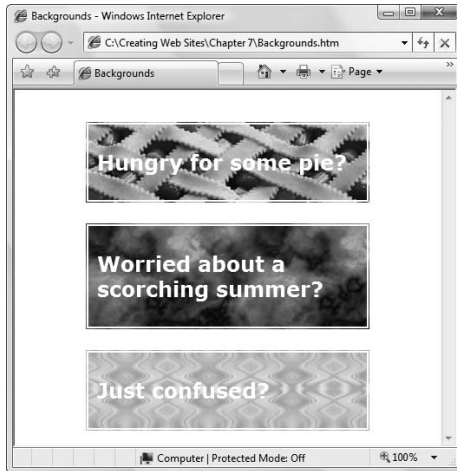 Backgrounds - Windows Internet Explorer
C:\Creating Web Sites\Chapter 7\Backgrounds.htm
Backgrounds
Page
Hungry for some pie?
Worried about a
scorching summer?
Just confused?
Computer | Protected Mode: Off
100%